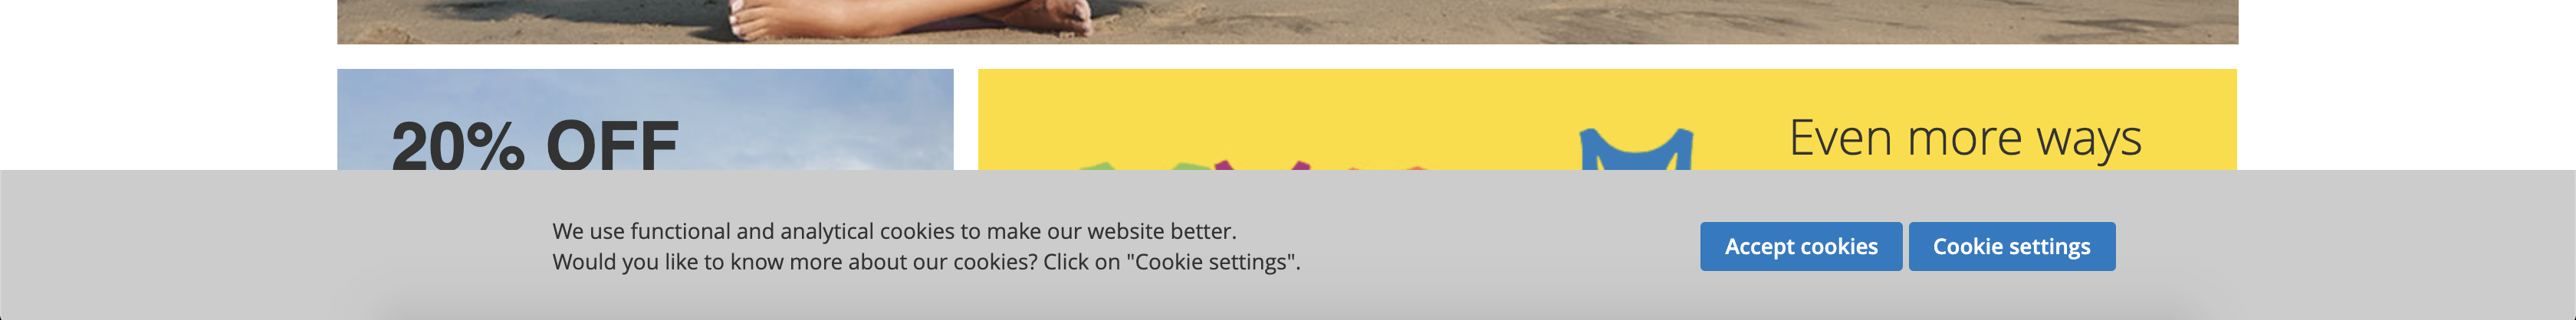 20% OFF
Even more ways
We use functional and analytical cookies to make our website better.
Would you like to know more about our cookies? Click on "Cookie settings".
Accept cookies
Cookie settings